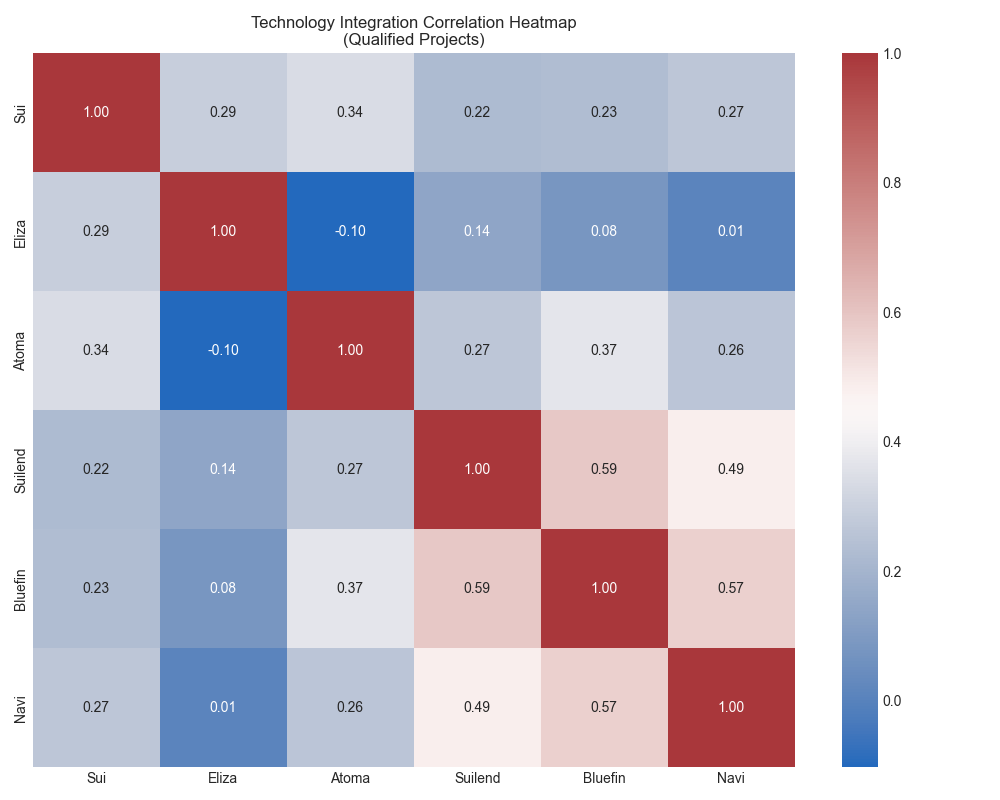 Technology Integration Correlation Heatmap
(Qualified Projects)
Sui 1.00 0.29 0.34 0.22 0.23 0.27
Eliza 0.29 1.00 -0.10 0.14 0.08 0.01
Atoma 0.34 -0.10 1.00 0.27 0.37 0.26
Suilend 0.22 0.14 0.27 1.00 0.59 0.49
Bluefin 0.23 0.08 0.37 0.59 1.00 0.57
Navi 0.27 0.01 0.26 0.49 0.57 1.00
Sui Eliza Atoma Suilend Bluefin Navi
1.0
0.8
0.6
0.4
0.2
0.0